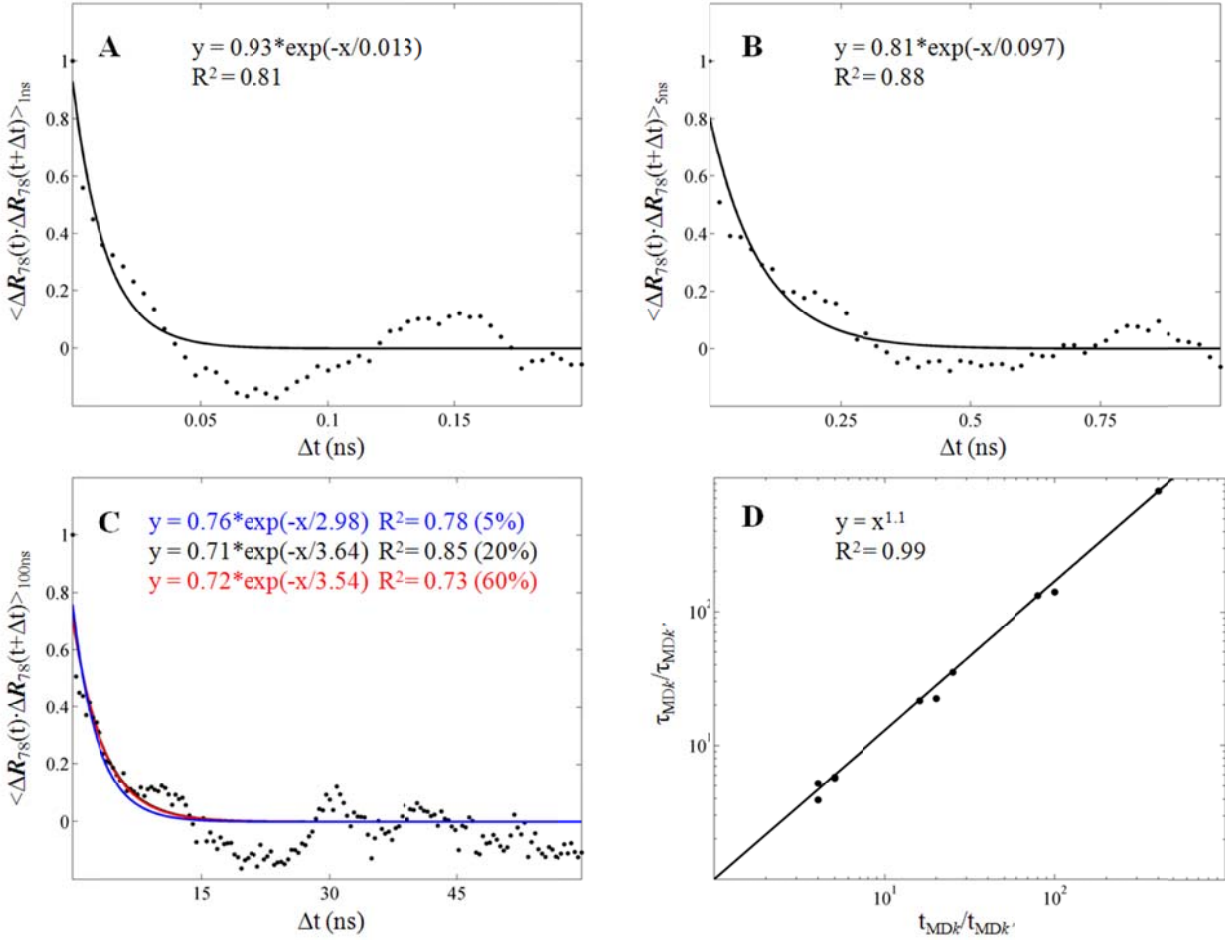 A
y = 0.93*exp(-x/0.013)
R² = 0.81
1
0.8
0.6
0.4
0.2
0
0.05
0.1
0.15
Δt (ns)
<ΔR₇₈(t)·ΔR₇₈(t+Δt)>₁ₙₛ
B
y = 0.81*exp(-x/0.097)
R² = 0.88
1
0.8
0.6
0.4
0.2
0
0.25
0.5
0.75
Δt (ns)
<ΔR₇₈(t)·ΔR₇₈(t+Δt)>₅ₙₛ
C
y = 0.76*exp(-x/2.98) R² = 0.78 (5%)
y = 0.71*exp(-x/3.64) R² = 0.85 (20%)
y = 0.72*exp(-x/3.54) R² = 0.73 (60%)
1
0.8
0.6
0.4
0.2
0
15
30
45
Δt (ns)
<ΔR₇₈(t)·ΔR₇₈(t+Δt)>₁₀₀ₙₛ
D
y = x¹·¹
R² = 0.99
10²
10¹
10¹
10²
t_MDk/t_MDk′
τ_MDk/τ_MDk′